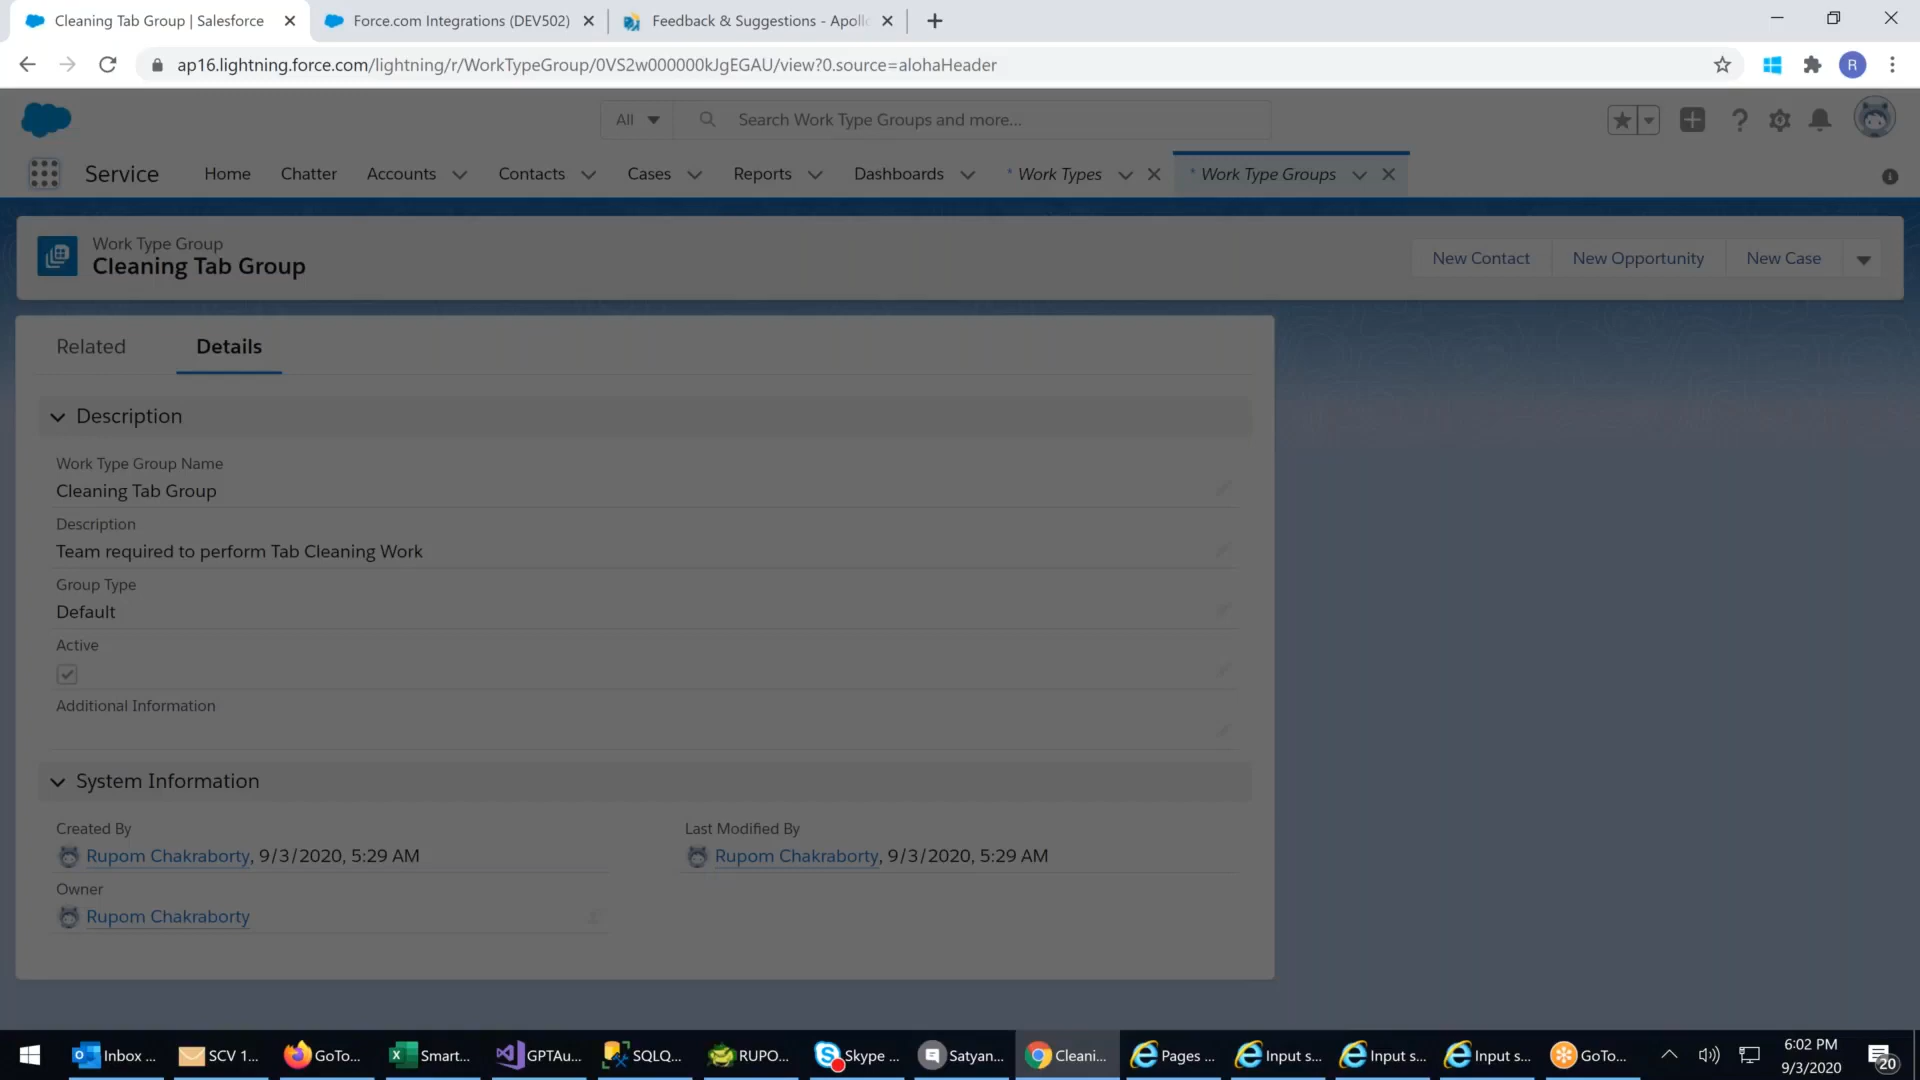 Cleaning Tab Group | Salesforce
Force.com Integrations (DEV502)
Feedback & Suggestions - Apoll
ap16.lightning.force.com/lightning/r/WorkTypeGroup/0VS2w000000kJgEGAU/view?0.source=alohaHeader
R
All
Search Work Type Groups and more...
Service
Home
Chatter
Accounts
Contacts
Cases
Reports
Dashboards
* Work Types
* Work Type Groups
Work Type Group
Cleaning Tab Group
New Contact
New Opportunity
New Case
Related
Details
Description
Work Type Group Name
Cleaning Tab Group
Description
Team required to perform Tab Cleaning Work
Group Type
Default
Active
Additional Information
System Information
Created By
Rupom Chakraborty, 9/3/2020, 5:29 AM
Last Modified By
Rupom Chakraborty, 9/3/2020, 5:29 AM
Owner
Rupom Chakraborty
Inbox ...
SCV 1...
GoTo...
Smart...
GPTAu...
SQLQ...
RUPO...
Skype ...
Satyan...
Cleani...
Pages ...
Input s...
Input s...
Input s...
GoTo...
6:02 PM
9/3/2020
20